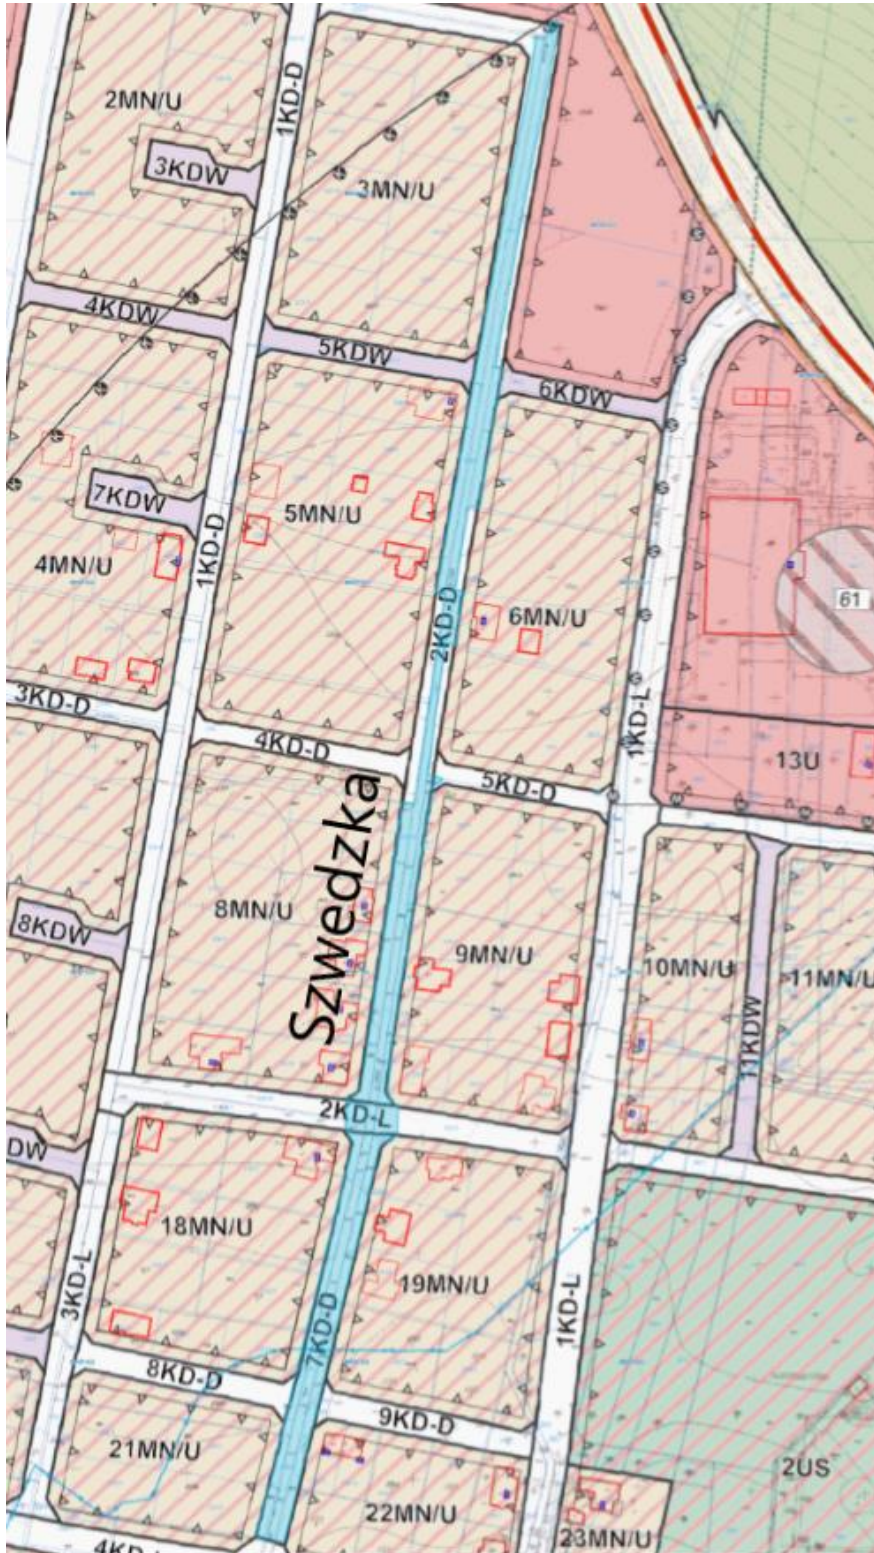 2MN/U
1KD-D
3KDW
3MN/U
4KDW
5KDW
6KDW
7KDW
5MN/U
1KD-D
4MN/U
2KD-D
6MN/U
61
3KD-D
4KD-D
1KD-L
5KD-D
13U
Szwedzka
8MN/U
8KDW
9MN/U
10MN/U
11MN/U
11KDW
2KD-L
DW
18MN/U
19MN/U
3KD-L
7KD-D
1KD-L
8KD-D
9KD-D
21MN/U
22MN/U
2US
23MN/U